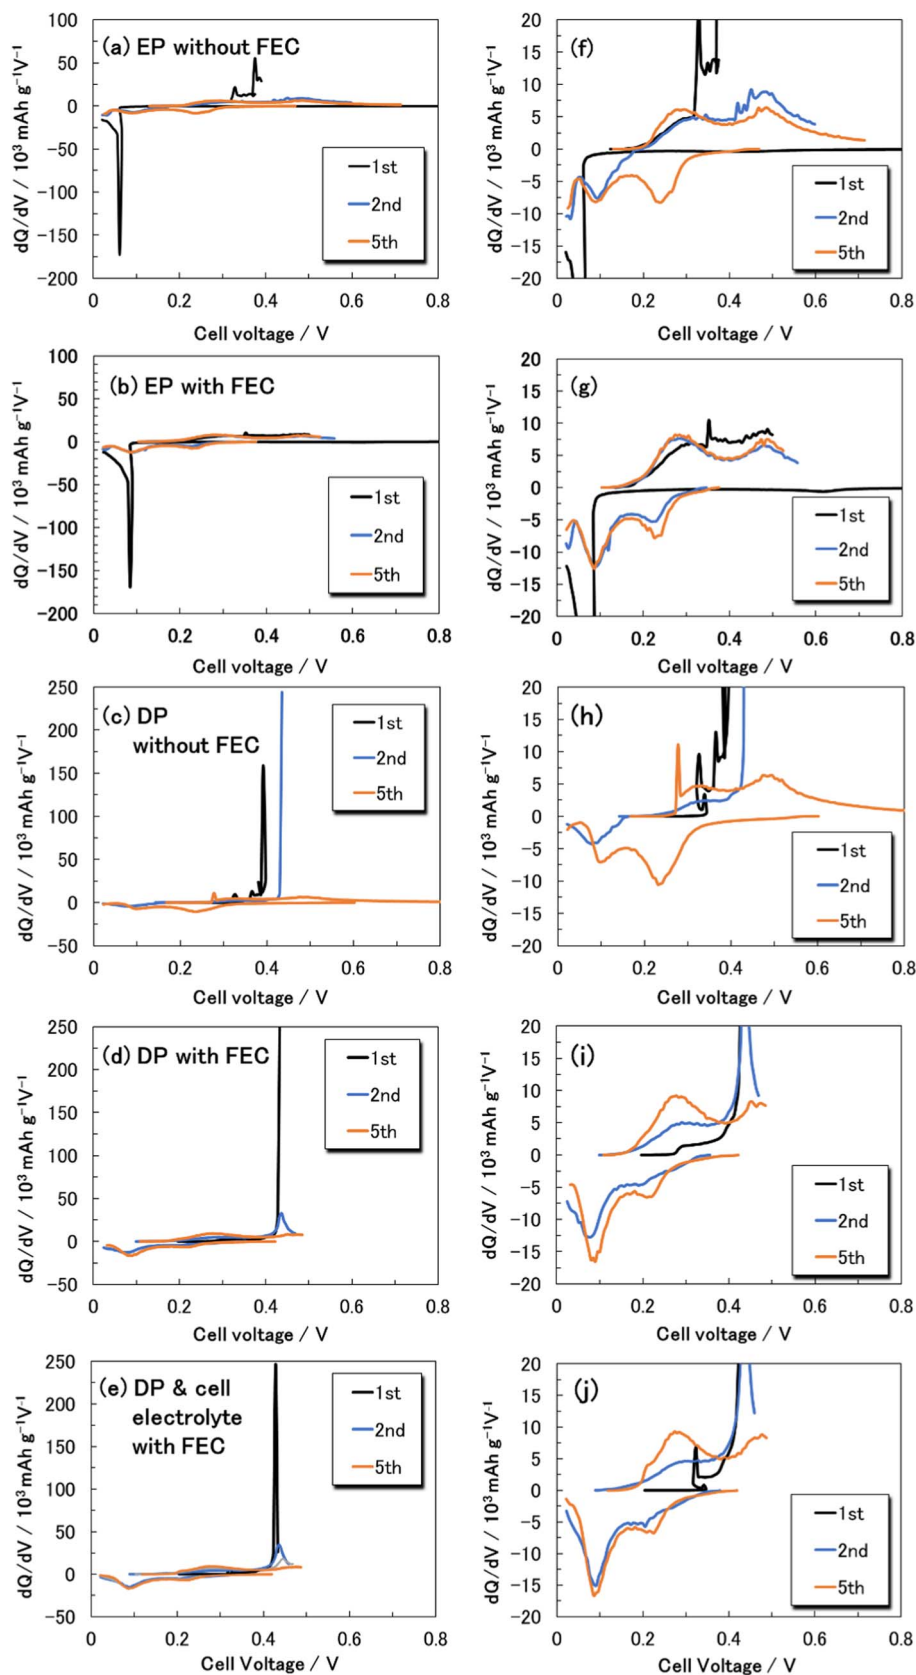 (a) EP without FEC
dQ/dV / 10³ mAh g⁻¹V⁻¹
100
50
0
−50
−100
−150
−200
1st
2nd
5th
0 0.2 0.4 0.6 0.8
Cell voltage / V
(f)
dQ/dV / 10³ mAh g⁻¹V⁻¹
20
15
10
5
0
−5
−10
−15
−20
1st
2nd
5th
0 0.2 0.4 0.6 0.8
Cell voltage / V
(b) EP with FEC
dQ/dV / 10³ mAh g⁻¹V⁻¹
100
50
0
−50
−100
−150
−200
1st
2nd
5th
0 0.2 0.4 0.6 0.8
Cell voltage / V
(g)
dQ/dV / 10³ mAh g⁻¹V⁻¹
20
15
10
5
0
−5
−10
−15
−20
1st
2nd
5th
0 0.2 0.4 0.6 0.8
Cell voltage / V
(c) DP
without FEC
dQ/dV / 10³ mAh g⁻¹V⁻¹
250
200
150
100
50
0
−50
1st
2nd
5th
0 0.2 0.4 0.6 0.8
Cell voltage / V
(h)
dQ/dV / 10³ mAh g⁻¹V⁻¹
20
15
10
5
0
−5
−10
−15
−20
1st
2nd
5th
0 0.2 0.4 0.6 0.8
Cell voltage / V
(d) DP with FEC
dQ/dV / 10³ mAh g⁻¹V⁻¹
250
200
150
100
50
0
−50
1st
2nd
5th
0 0.2 0.4 0.6 0.8
Cell voltage / V
(i)
dQ/dV / 10³ mAh g⁻¹V⁻¹
20
15
10
5
0
−5
−10
−15
−20
1st
2nd
5th
0 0.2 0.4 0.6 0.8
Cell voltage / V
(e) DP & cell
electrolyte
with FEC
dQ/dV / 10³ mAh g⁻¹V⁻¹
250
200
150
100
50
0
−50
1st
2nd
5th
0 0.2 0.4 0.6 0.8
Cell Voltage / V
(j)
dQ/dV / 10³ mAh g⁻¹V⁻¹
20
15
10
5
0
−5
−10
−15
−20
1st
2nd
5th
0 0.2 0.4 0.6 0.8
Cell Voltage / V